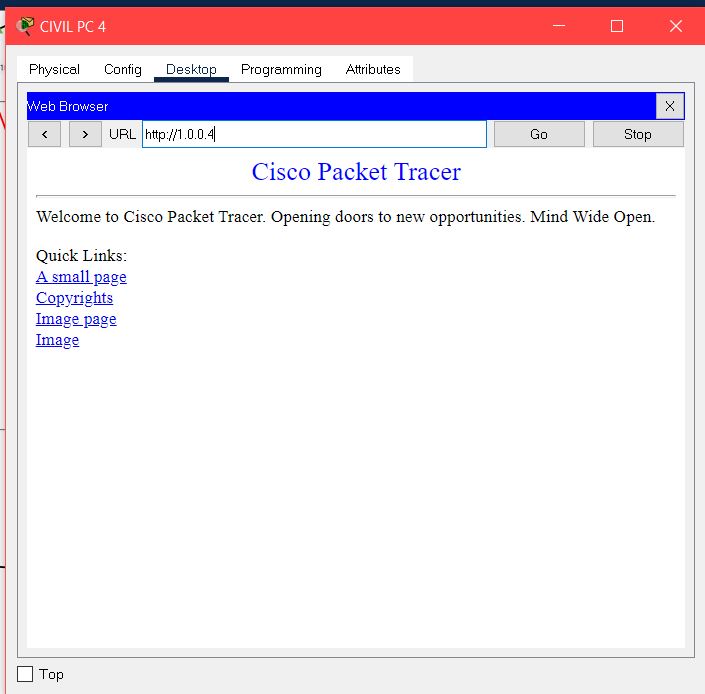 CIVIL PC 4
Physical Config Desktop Programming Attributes
Web Browser
X
< > URL http://1.0.0.4 Go Stop
Cisco Packet Tracer
Welcome to Cisco Packet Tracer. Opening doors to new opportunities. Mind Wide Open.
Quick Links:
A small page
Copyrights
Image page
Image
Top